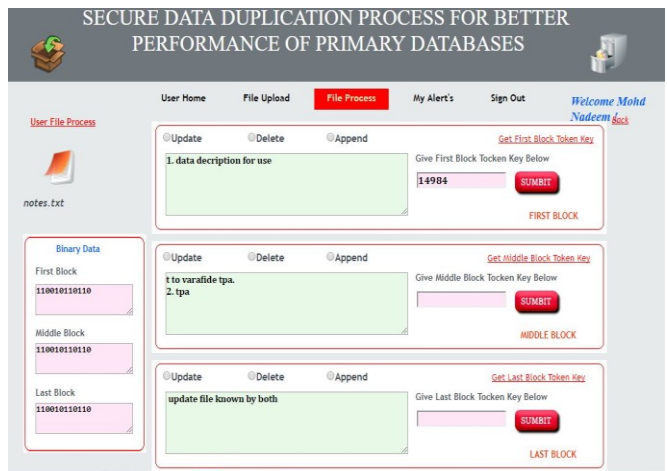 SECURE DATA DUPLICATION PROCESS FOR BETTER
PERFORMANCE OF PRIMARY DATABASES
User Home File Upload File Process My Alert's Sign Out
Welcome Mohd
Nadeem !
Back
User File Process
notes.txt
Update Delete Append Get First Block Token Key
1. data decription for use
Give First Block Tocken Key Below
14984 SUMBIT
FIRST BLOCK
Binary Data
First Block
110010110110
Middle Block
110010110110
Last Block
110010110110
Update Delete Append Get Middle Block Token Key
t to varafide tpa.
2. tpa
Give Middle Block Tocken Key Below
SUMBIT
MIDDLE BLOCK
Update Delete Append Get Last Block Token Key
update file known by both
Give Last Block Tocken Key Below
SUMBIT
LAST BLOCK